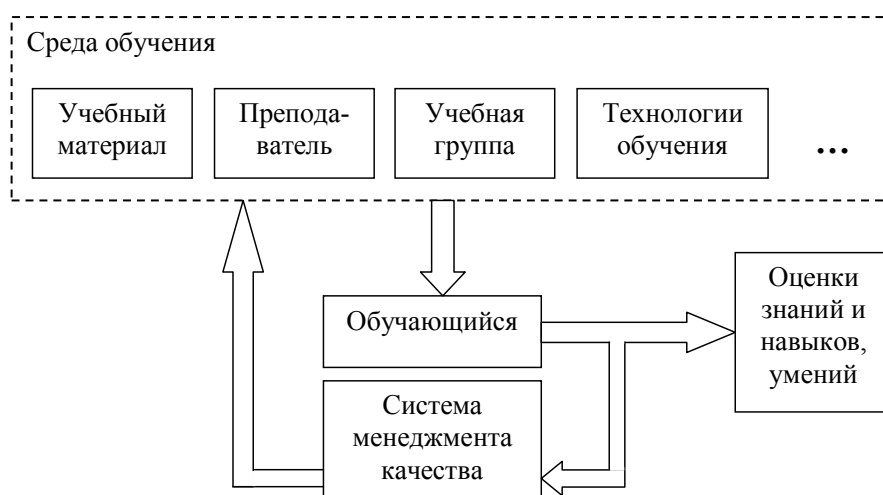 Среда обучения
Учебный
материал
Препода-
ватель
Учебная
группа
Технологии
обучения
...
Обучающийся
Оценки
знаний и
навыков,
умений
Система
менеджмента
качества